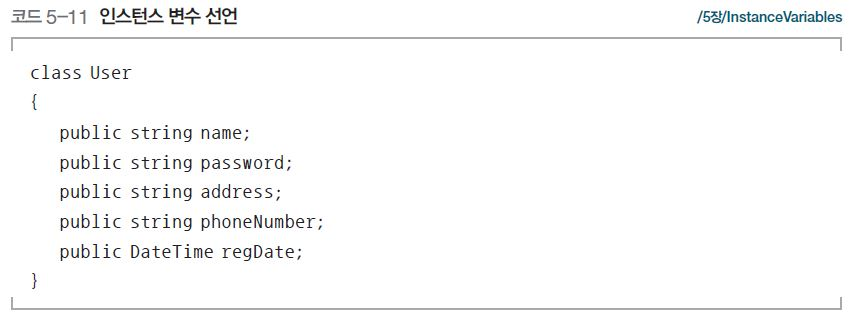 코드 5-11 인스턴스 변수 선언 /5장/InstanceVariables
class User
{
public string name;
public string password;
public string address;
public string phoneNumber;
public DateTime regDate;
}